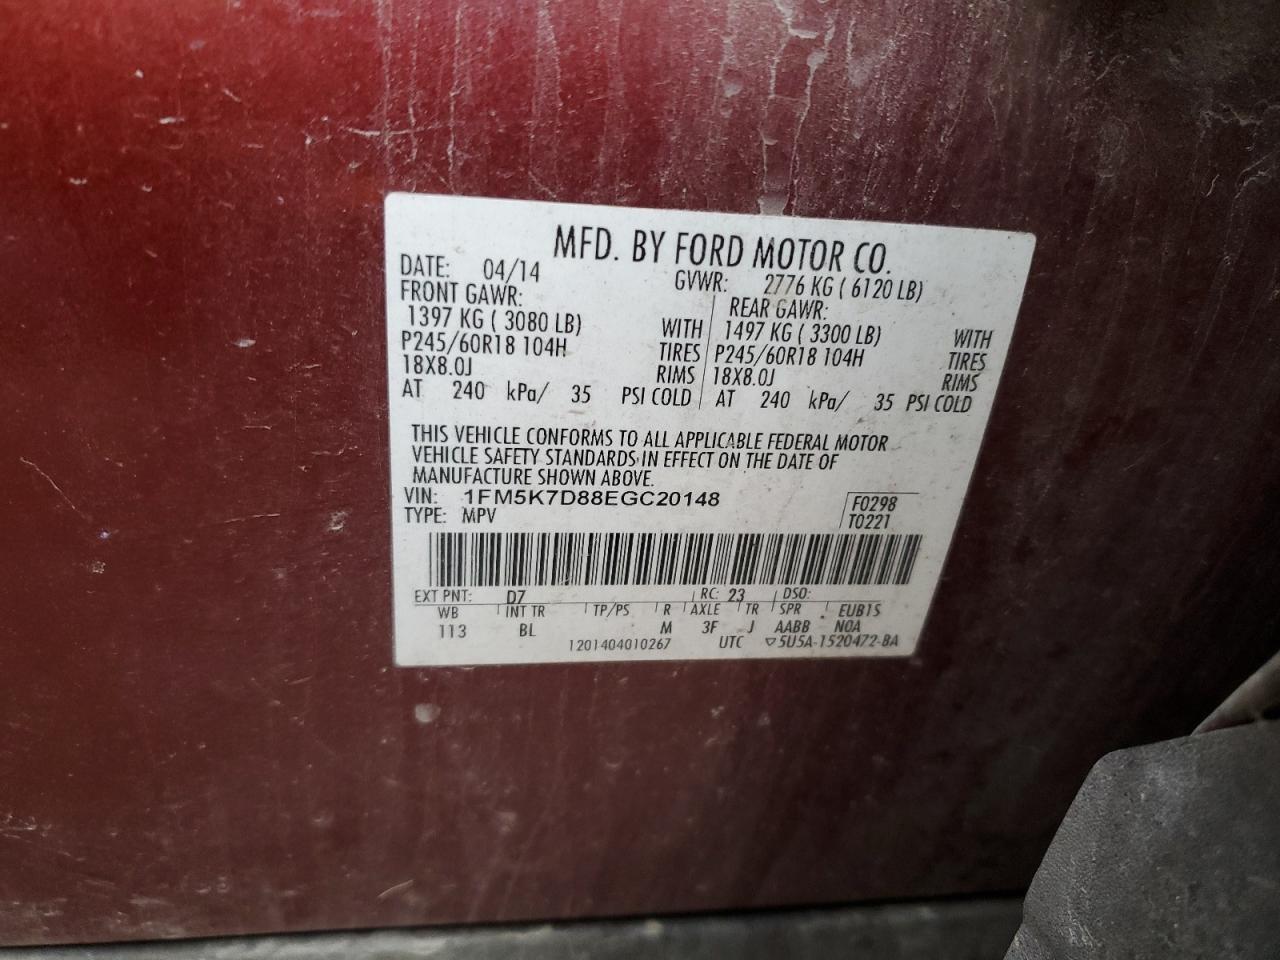 MFD. BY FORD MOTOR CO.
DATE: 04/14 GVWR: 2776 KG ( 6120 LB)
FRONT GAWR: REAR GAWR:
1397 KG ( 3080 LB) WITH 1497 KG ( 3300 LB) WITH
P245/60R18 104H TIRES P245/60R18 104H TIRES
18X8.0J RIMS 18X8.0J RIMS
AT 240 kPa/ 35 PSI COLD AT 240 kPa/ 35 PSI COLD
THIS VEHICLE CONFORMS TO ALL APPLICABLE FEDERAL MOTOR
VEHICLE SAFETY STANDARDS IN EFFECT ON THE DATE OF
MANUFACTURE SHOWN ABOVE.
VIN: 1FM5K7D88EGC20148 F0298
TYPE: MPV T0221
EXT PNT: D7 RC: 23 DSO:
WB INT TR TP/PS R AXLE TR SPR EUB1S
113 BL M 3F J AABB N0A
1201404010267 UTC ▽5U5A-1520472-BA